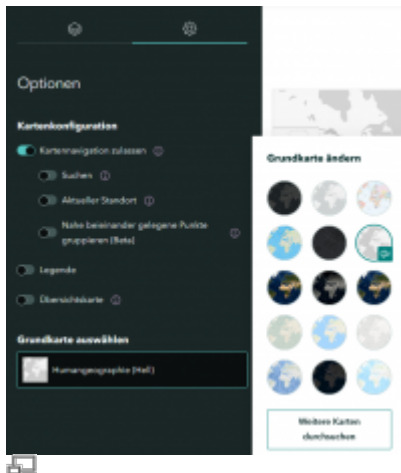 Optionen
Kartenkonfiguration
Kartennavigation zulassen
Suchen
Aktueller Standort
Nahe beieinander gelegene Punkte
gruppieren (Beta)
Legende
Übersichtskarte
Grundkarte auswählen
Humangeographie (Hell)
Grundkarte ändern
Weitere Karten
durchsuchen